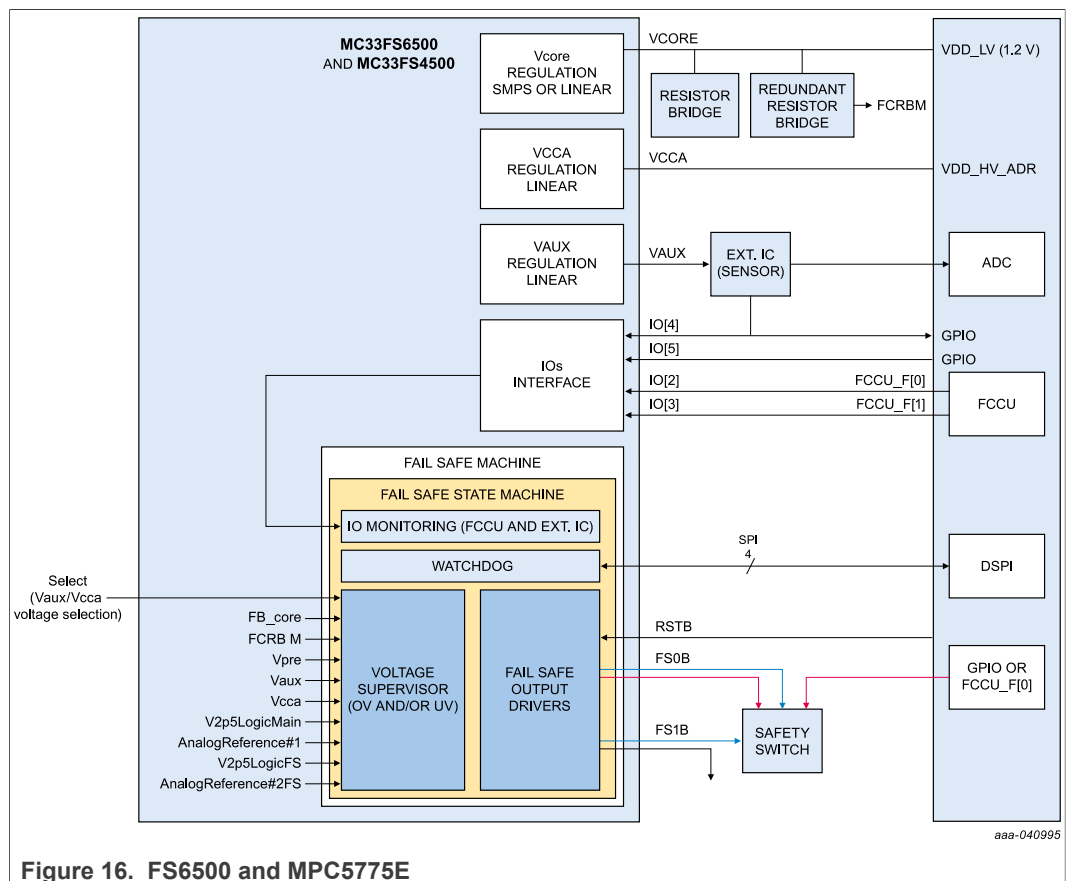 MC33FS6500
AND MC33FS4500
Vcore
REGULATION
SMPS OR LINEAR
VCORE
RESISTOR
BRIDGE
REDUNDANT
RESISTOR
BRIDGE
FCRBM
VDD_LV (1.2 V)
VCCA
REGULATION
LINEAR
VCCA
VDD_HV_ADR
VAUX
REGULATION
LINEAR
VAUX
EXT. IC
(SENSOR)
ADC
IOs
INTERFACE
IO[4]
GPIO
IO[5]
GPIO
IO[2]
FCCU_F[0]
IO[3]
FCCU_F[1]
FCCU
FAIL SAFE MACHINE
FAIL SAFE STATE MACHINE
IO MONITORING (FCCU AND EXT. IC)
WATCHDOG
SPI
4
DSPI
Select
(Vaux/Vcca
voltage selection)
FB_core
FCRB M
Vpre
Vaux
Vcca
V2p5LogicMain
AnalogReference#1
V2p5LogicFS
AnalogReference#2FS
VOLTAGE
SUPERVISOR
(OV AND/OR UV)
FAIL SAFE
OUTPUT
DRIVERS
RSTB
FS0B
FS1B
SAFETY
SWITCH
GPIO OR
FCCU_F[0]
aaa-040995
Figure 16. FS6500 and MPC5775E